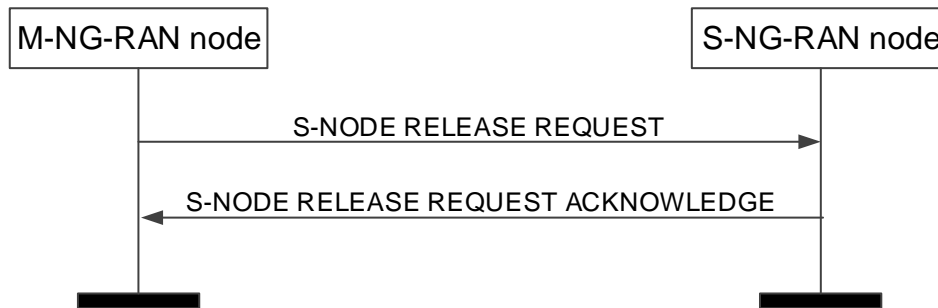 M-NG-RAN node
S-NG-RAN node
S-NODE RELEASE REQUEST
S-NODE RELEASE REQUEST ACKNOWLEDGE